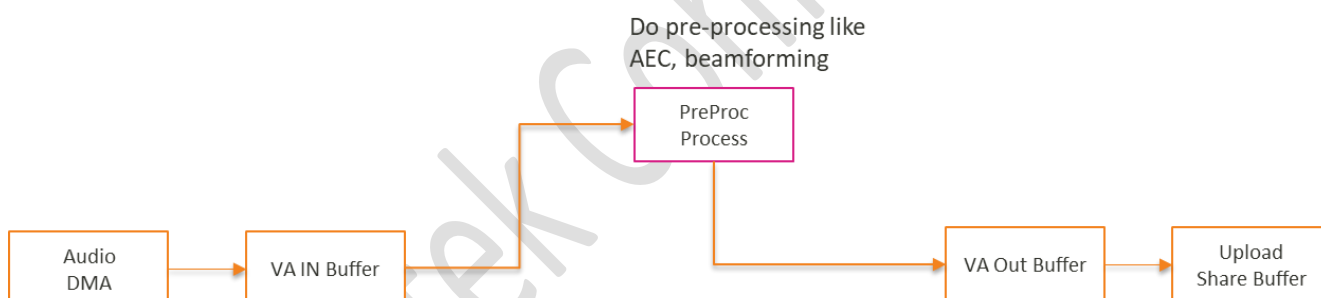 Do pre-processing like
AEC, beamforming
PreProc
Process
Audio
DMA
VA IN Buffer
VA Out Buffer
Upload
Share Buffer